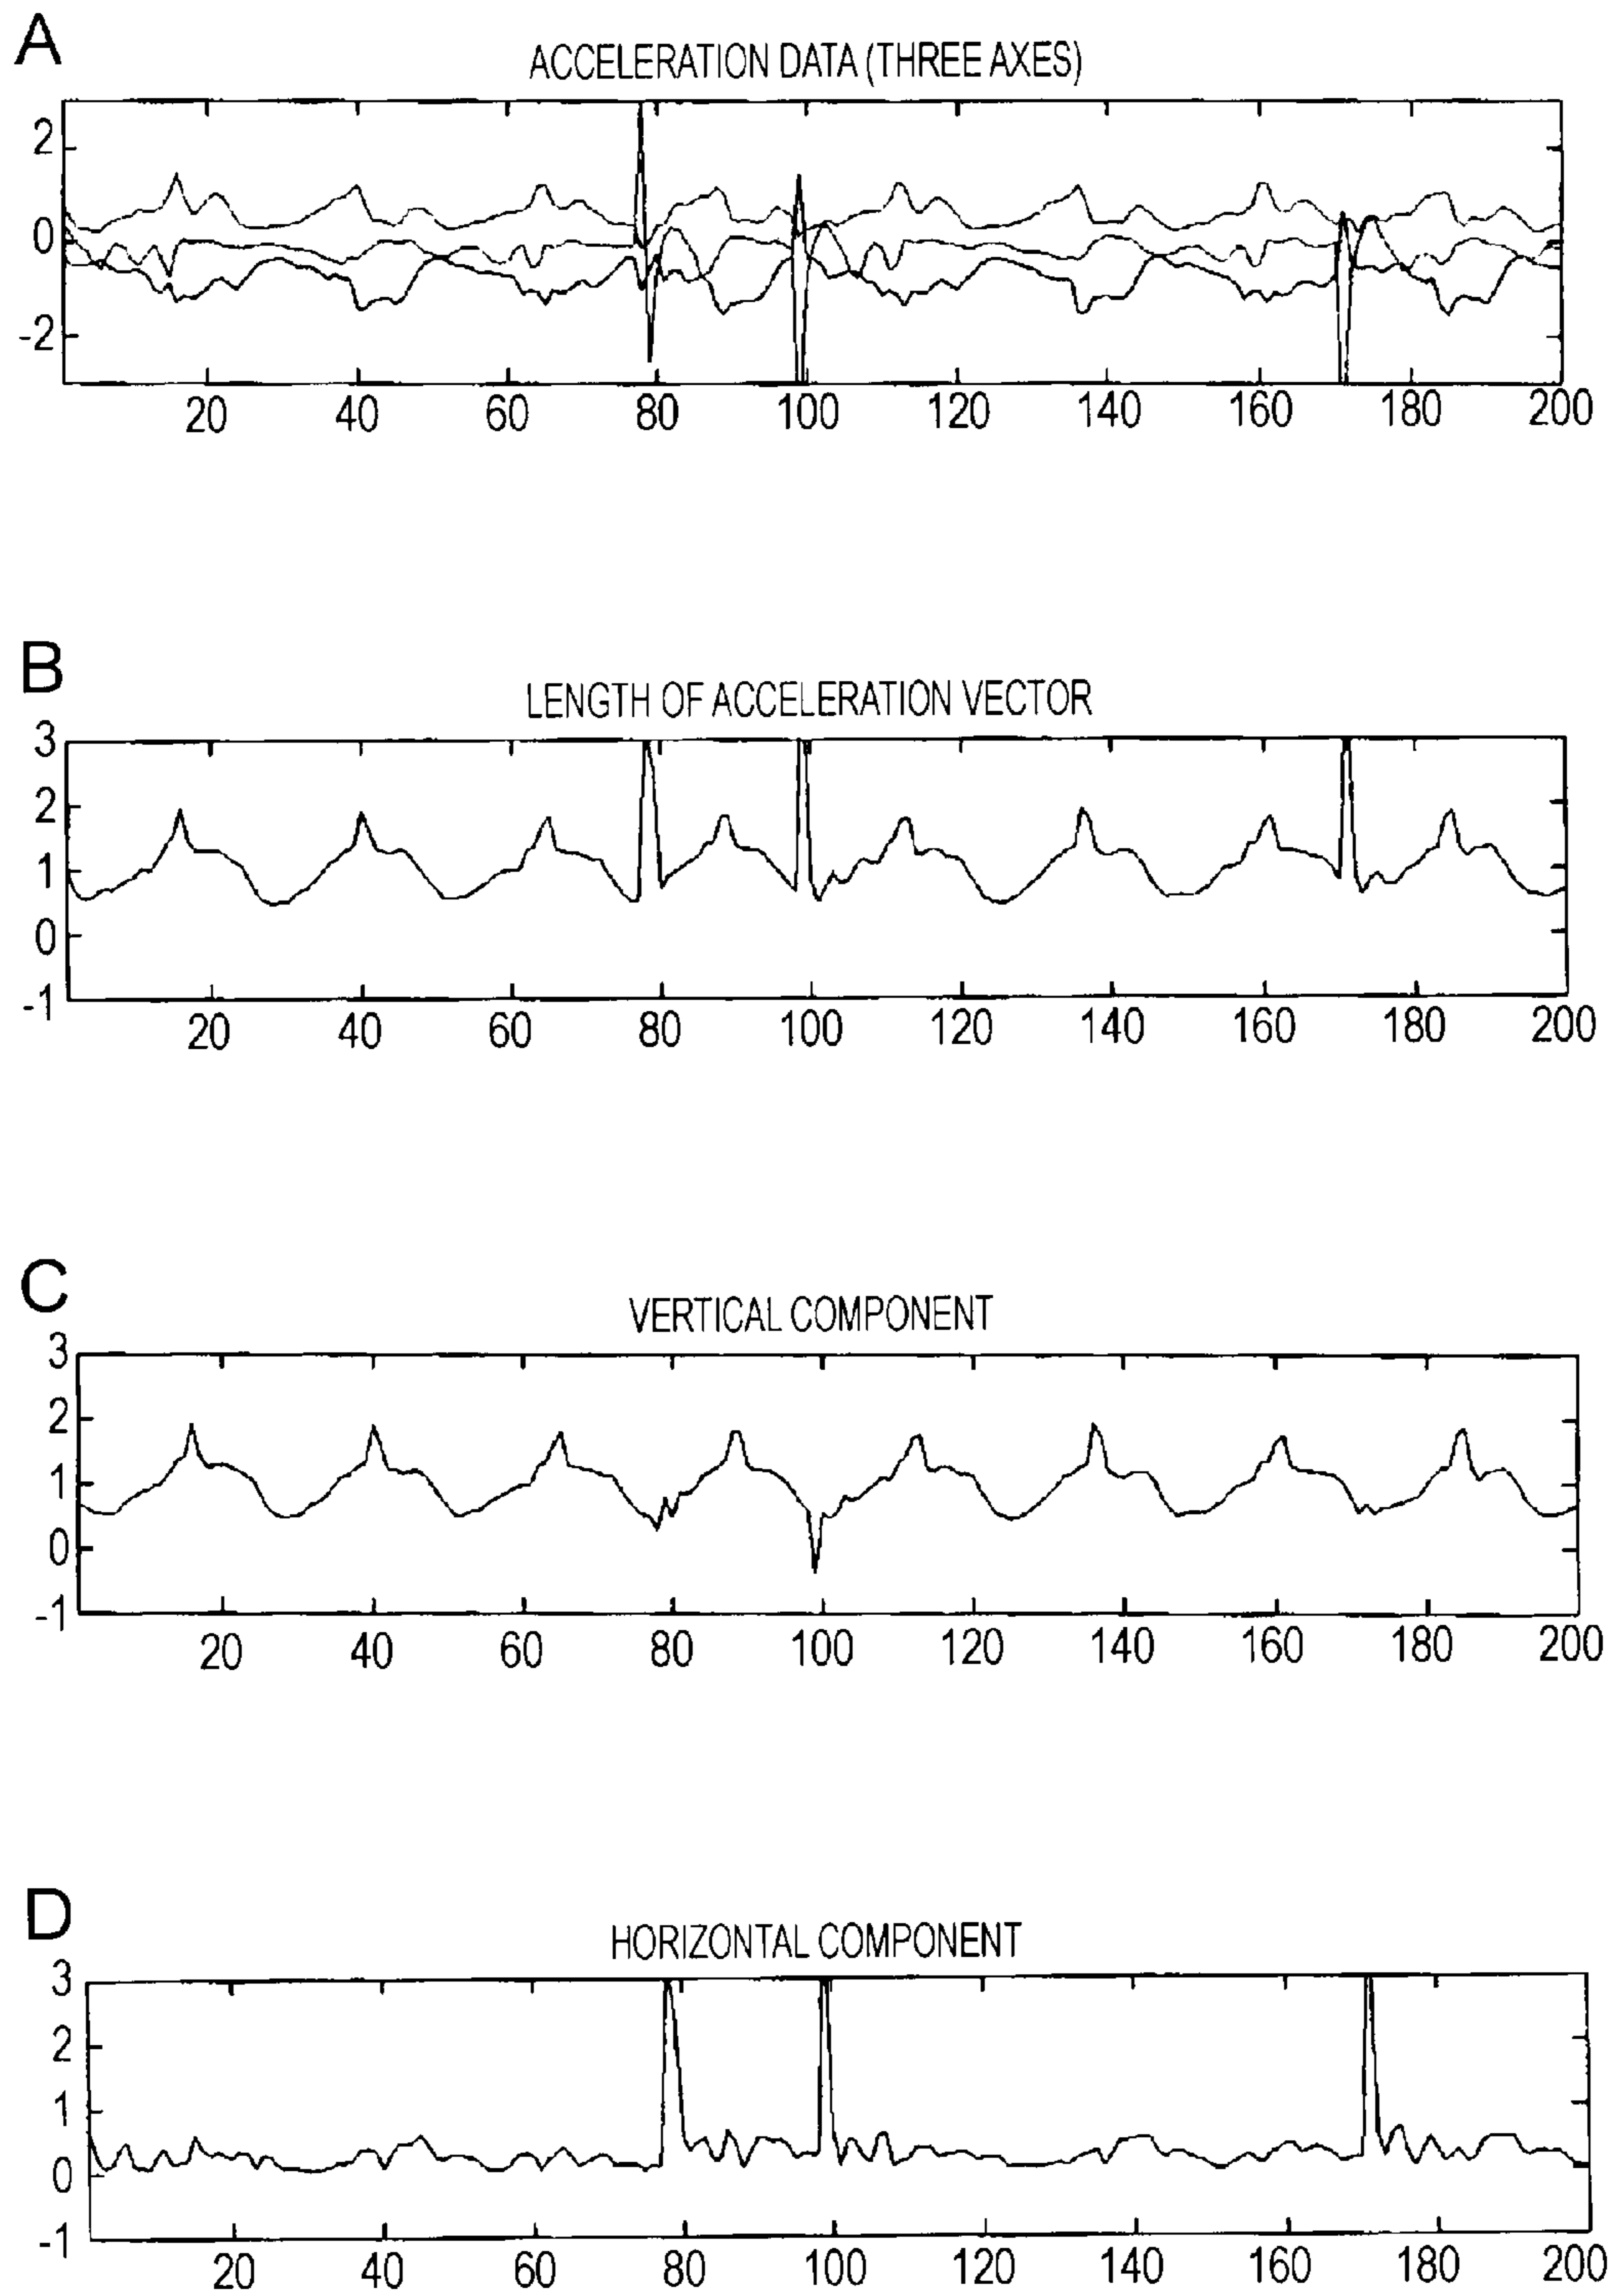 A
ACCELERATION DATA (THREE AXES)
2
0
-2
20 40 60 80 100 120 140 160 180 200
B
LENGTH OF ACCELERATION VECTOR
3
2
1
0
-1
20 40 60 80 100 120 140 160 180 200
C
VERTICAL COMPONENT
3
2
1
0
-1
20 40 60 80 100 120 140 160 180 200
D
HORIZONTAL COMPONENT
3
2
1
0
-1
20 40 60 80 100 120 140 160 180 200